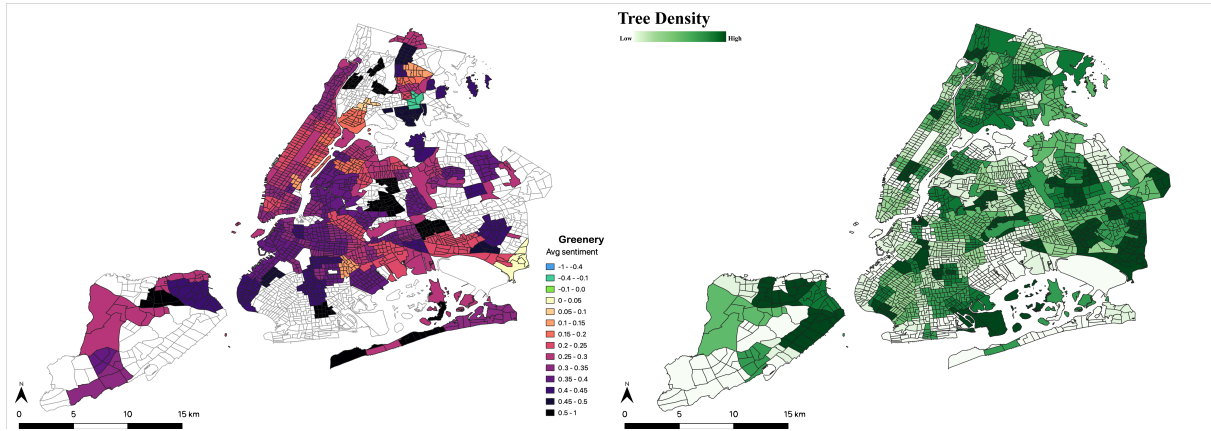 Tree Density
Low High
Greenery
Avg sentiment
-1 - -0.4
-0.4 - -0.1
-0.1 - 0.0
0 - 0.05
0.05 - 0.1
0.1 - 0.15
0.15 - 0.2
0.2 - 0.25
0.25 - 0.3
0.3 - 0.35
0.35 - 0.4
0.4 - 0.45
0.45 - 0.5
0.5 - 1
N
0 5 10 15 km
N
0 5 10 15 km